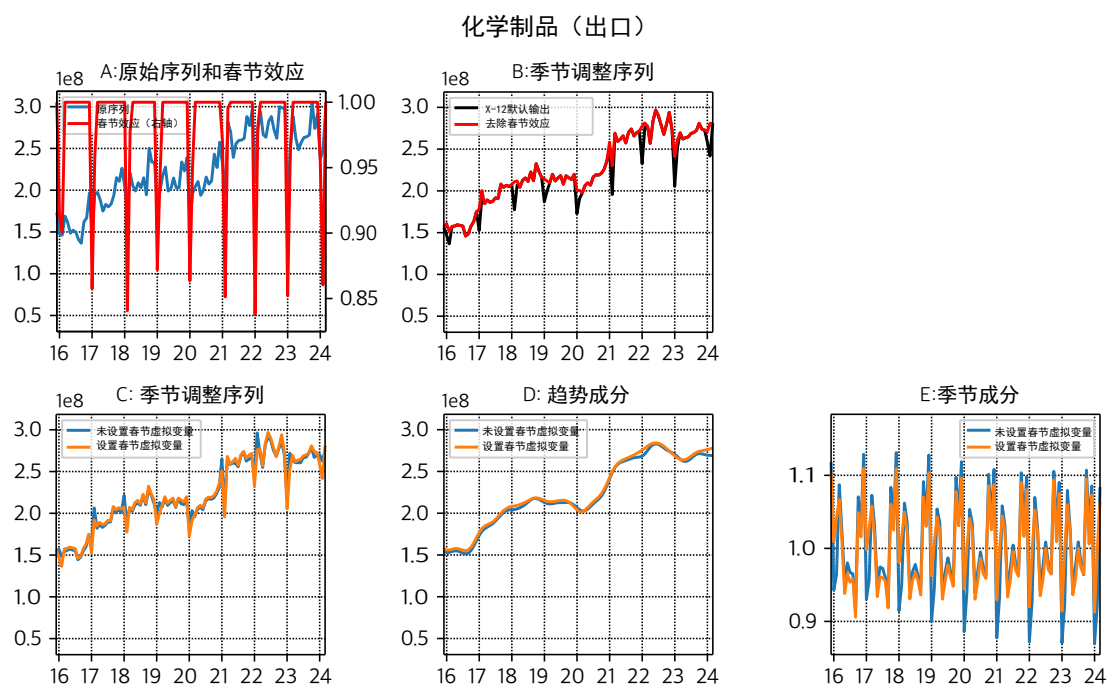 化学制品（出口）
A:原始序列和春节效应
1e8
原序列
春节效应（右轴）
3.0
2.5
2.0
1.5
1.0
0.5
1.00
0.95
0.90
0.85
16 17 18 19 20 21 22 23 24
B:季节调整序列
1e8
X-12默认输出
去除春节效应
3.0
2.5
2.0
1.5
1.0
0.5
16 17 18 19 20 21 22 23 24
C: 季节调整序列
1e8
未设置春节虚拟变量
设置春节虚拟变量
3.0
2.5
2.0
1.5
1.0
0.5
16 17 18 19 20 21 22 23 24
D: 趋势成分
1e8
未设置春节虚拟变量
设置春节虚拟变量
3.0
2.5
2.0
1.5
1.0
0.5
16 17 18 19 20 21 22 23 24
E:季节成分
未设置春节虚拟变量
设置春节虚拟变量
1.1
1.0
0.9
16 17 18 19 20 21 22 23 24